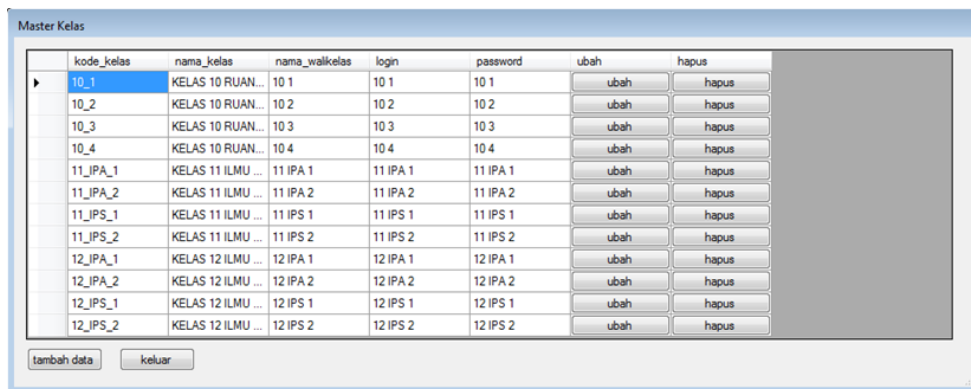 Master Kelas
kode_kelas nama_kelas nama_walikelas login password ubah hapus
10_1 KELAS 10 RUAN... 10 1 10 1 10 1 ubah hapus
10_2 KELAS 10 RUAN... 10 2 10 2 10 2 ubah hapus
10_3 KELAS 10 RUAN... 10 3 10 3 10 3 ubah hapus
10_4 KELAS 10 RUAN... 10 4 10 4 10 4 ubah hapus
11_IPA_1 KELAS 11 ILMU ... 11 IPA 1 11 IPA 1 11 IPA 1 ubah hapus
11_IPA_2 KELAS 11 ILMU ... 11 IPA 2 11 IPA 2 11 IPA 2 ubah hapus
11_IPS_1 KELAS 11 ILMU ... 11 IPS 1 11 IPS 1 11 IPS 1 ubah hapus
11_IPS_2 KELAS 11 ILMU ... 11 IPS 2 11 IPS 2 11 IPS 2 ubah hapus
12_IPA_1 KELAS 12 ILMU ... 12 IPA 1 12 IPA 1 12 IPA 1 ubah hapus
12_IPA_2 KELAS 12 ILMU ... 12 IPA 2 12 IPA 2 12 IPA 2 ubah hapus
12_IPS_1 KELAS 12 ILMU ... 12 IPS 1 12 IPS 1 12 IPS 1 ubah hapus
12_IPS_2 KELAS 12 ILMU ... 12 IPS 2 12 IPS 2 12 IPS 2 ubah hapus
tambah data keluar